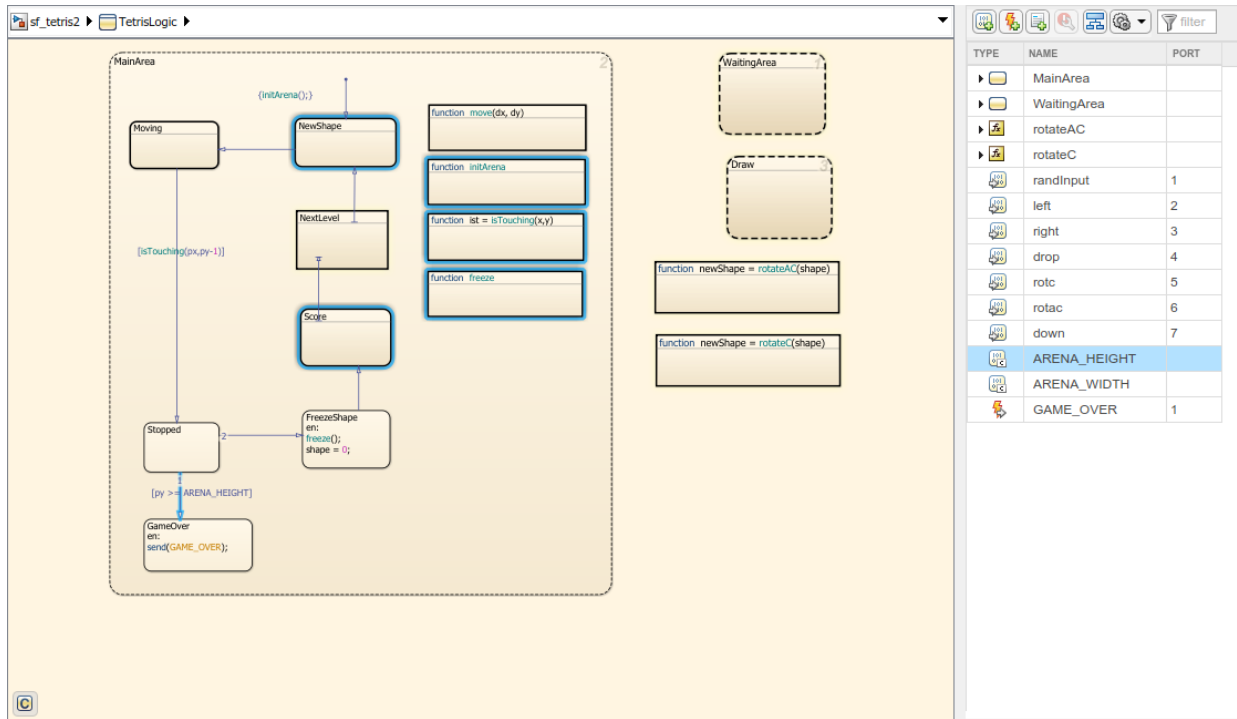 sf_tetris2 TetrisLogic
filter
TYPE NAME PORT
MainArea
WaitingArea
rotateAC
rotateC
randInput 1
left 2
right 3
drop 4
rotc 5
rotac 6
down 7
ARENA_HEIGHT
ARENA_WIDTH
GAME_OVER 1
MainArea 2
{initArena();}
Moving
NewShape
function move(dx, dy)
function initArena
NextLevel
function ist = isTouching(x,y)
[isTouching(px,py-1)]
function freeze
Score
FreezeShape
en:
freeze();
shape = 0;
Stopped
2
1
[py >= ARENA_HEIGHT]
GameOver
en:
send(GAME_OVER);
WaitingArea 1
Draw 3
function newShape = rotateAC(shape)
function newShape = rotateC(shape)
C